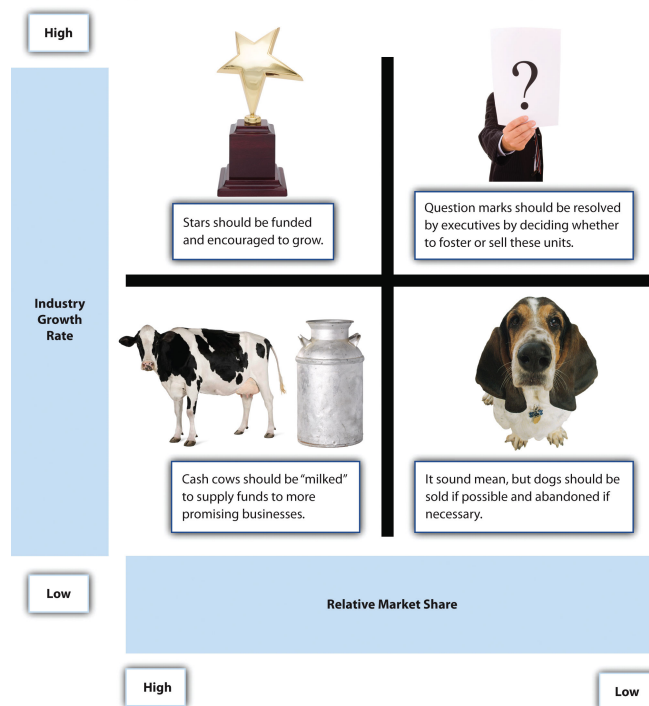 High
?
Stars should be funded
and encouraged to grow.
Question marks should be resolved
by executives by deciding whether
to foster or sell these units.
Industry
Growth
Rate
Cash cows should be “milked”
to supply funds to more
promising businesses.
It sound mean, but dogs should be
sold if possible and abandoned if
necessary.
Low
Relative Market Share
High
Low